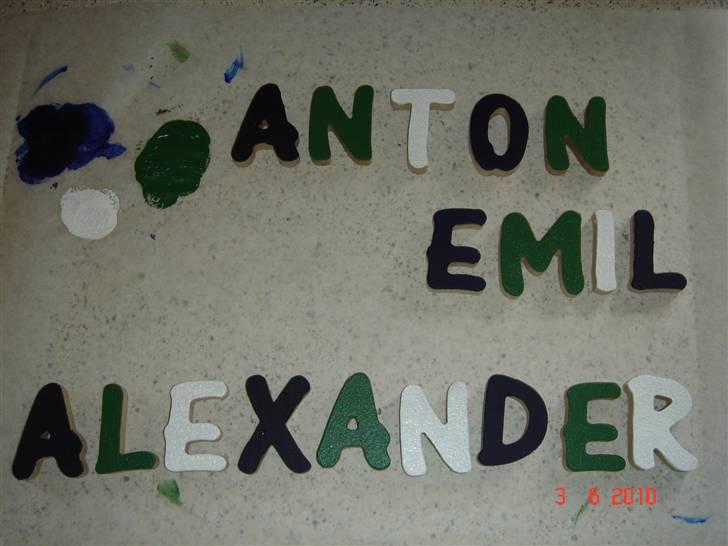 ANTON
EMIL
ALEXANDER
3 6 2010